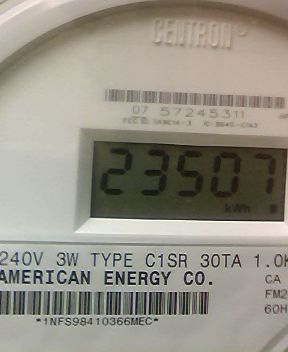 CENTRON®
07 57245311
23507
kWh
240V 3W TYPE C1SR 30TA 1.0K
AMERICAN ENERGY CO.
CA
FM2
60H
*1NFS98410366MEC*